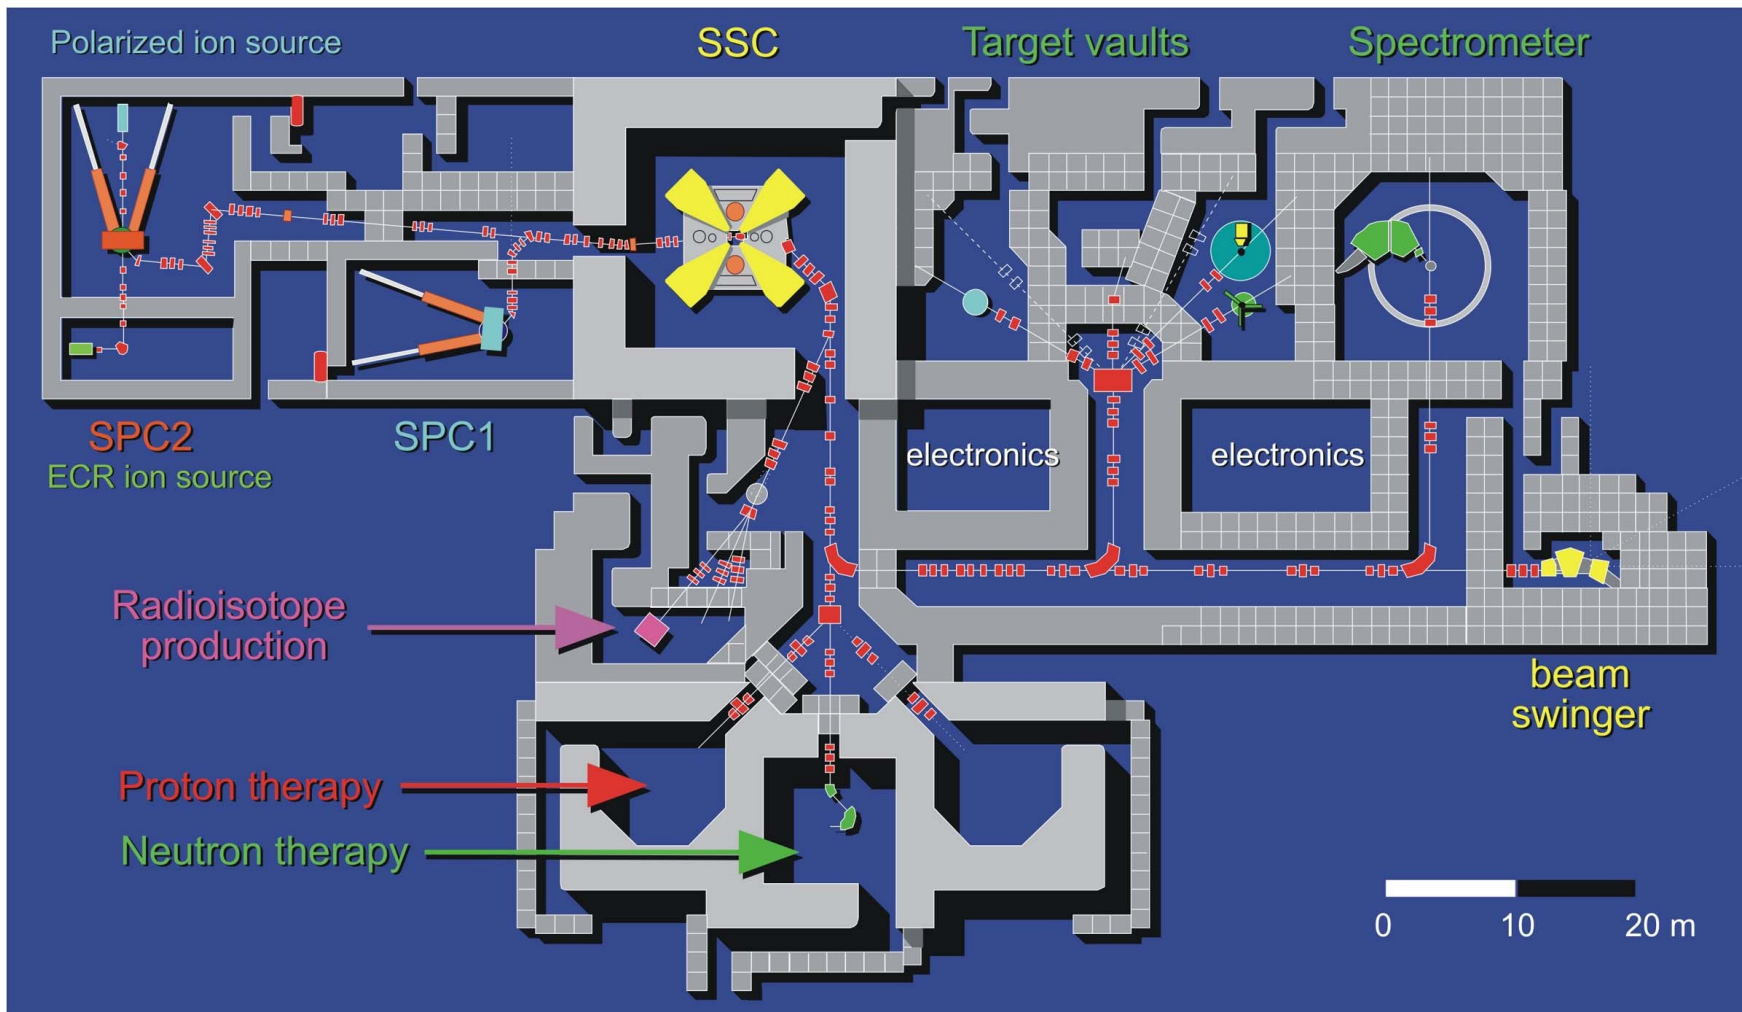 Polarized ion source
SSC
Target vaults
Spectrometer
SPC2
ECR ion source
SPC1
electronics
electronics
Radioisotope
production
beam
swinger
Proton therapy
Neutron therapy
0 10 20 m